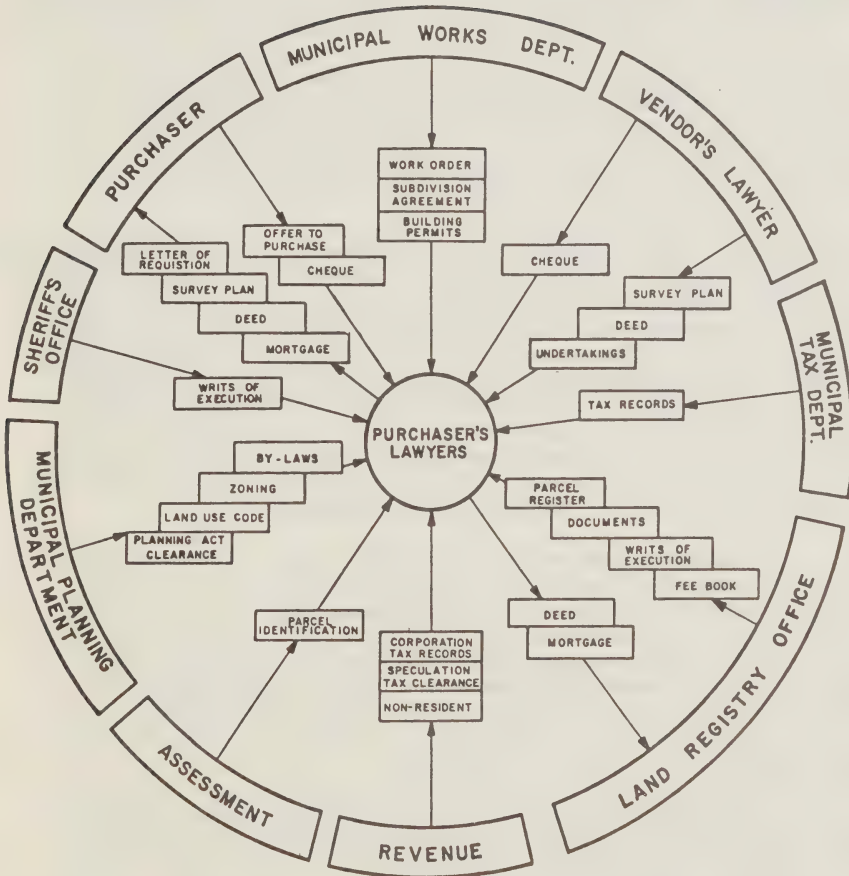 MUNICIPAL WORKS DEPT.
VENDOR'S LAWYER
MUNICIPAL
TAX
DEPT.
LAND REGISTRY OFFICE
REVENUE
ASSESSMENT
MUNICIPAL PLANNING
DEPARTMENT
SHERIFF'S
OFFICE
PURCHASER
WORK ORDER
SUBDIVISION
AGREEMENT
BUILDING
PERMITS
OFFER TO
PURCHASE
CHEQUE
LETTER OF
REQUISTION
SURVEY PLAN
DEED
MORTGAGE
WRITS OF
EXECUTION
CHEQUE
SURVEY PLAN
DEED
UNDERTAKINGS
TAX RECORDS
PURCHASER'S
LAWYERS
BY-LAWS
ZONING
LAND USE CODE
PLANNING ACT
CLEARANCE
PARCEL
REGISTER
DOCUMENTS
WRITS OF
EXECUTION
FEE BOOK
PARCEL
IDENTIFICATION
CORPORATION
TAX RECORDS
SPECULATION
TAX CLEARANCE
NON-RESIDENT
DEED
MORTGAGE